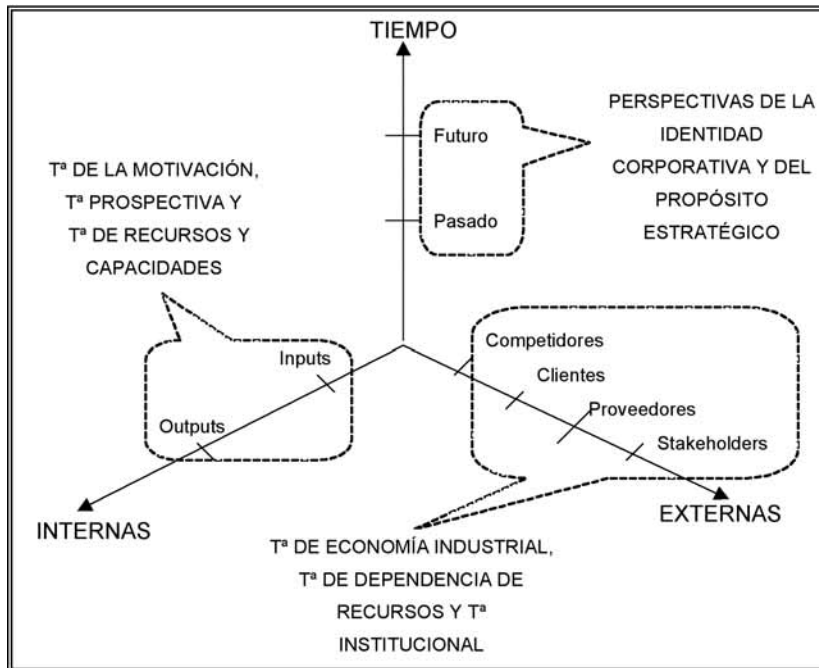 TIEMPO
Futuro
Pasado
PERSPECTIVAS DE LA
IDENTIDAD
CORPORATIVA Y DEL
PROPÓSITO
ESTRATÉGICO
Tª DE LA MOTIVACIÓN,
Tª PROSPECTIVA Y
Tª DE RECURSOS Y
CAPACIDADES
Inputs
Outputs
INTERNAS
Competidores
Clientes
Proveedores
Stakeholders
EXTERNAS
Tª DE ECONOMÍA INDUSTRIAL,
Tª DE DEPENDENCIA DE
RECURSOS Y Tª
INSTITUCIONAL